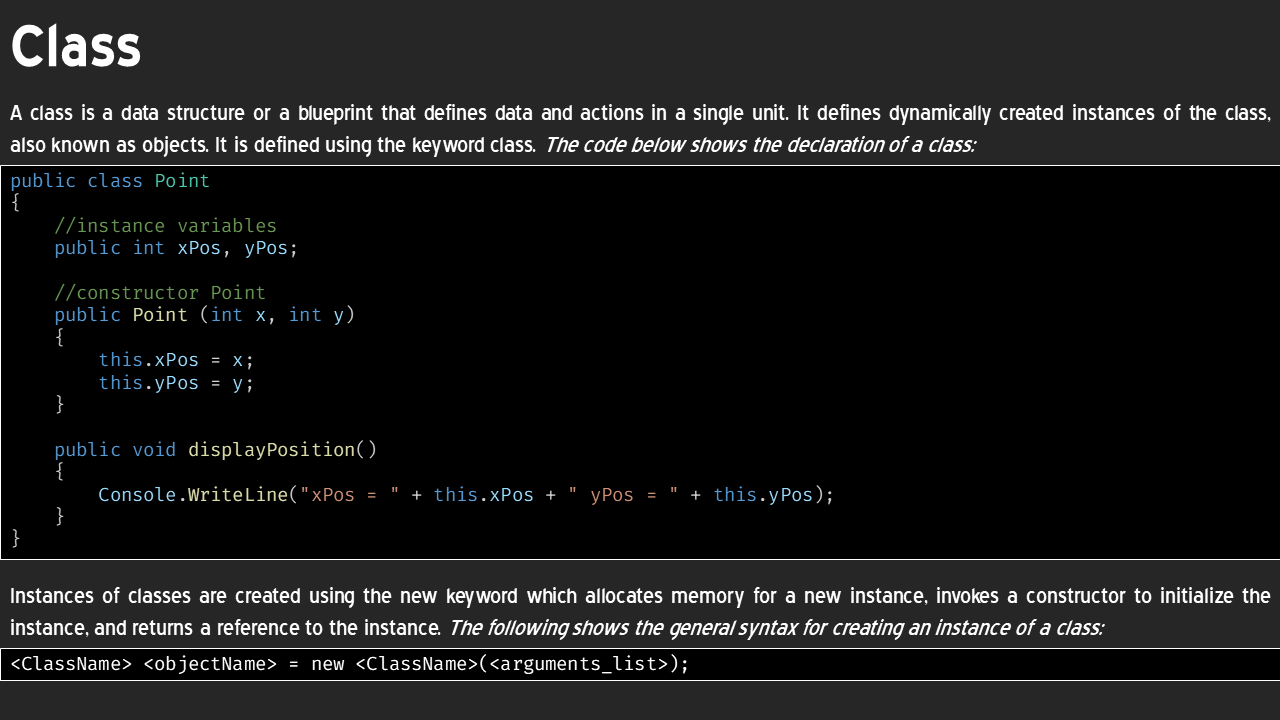 Class
A class is a data structure or a blueprint that defines data and actions in a single unit. It defines dynamically created instances of the class,
also known as objects. It is defined using the keyword class. The code below shows the declaration of a class:
public class Point
{
    //instance variables
    public int xPos, yPos;

    //constructor Point
    public Point (int x, int y)
    {
        this.xPos = x;
        this.yPos = y;
    }

    public void displayPosition()
    {
        Console.WriteLine("xPos = " + this.xPos + " yPos = " + this.yPos);
    }
}
Instances of classes are created using the new keyword which allocates memory for a new instance, invokes a constructor to initialize the
instance, and returns a reference to the instance. The following shows the general syntax for creating an instance of a class:
<ClassName> <objectName> = new <ClassName>(<arguments_list>);